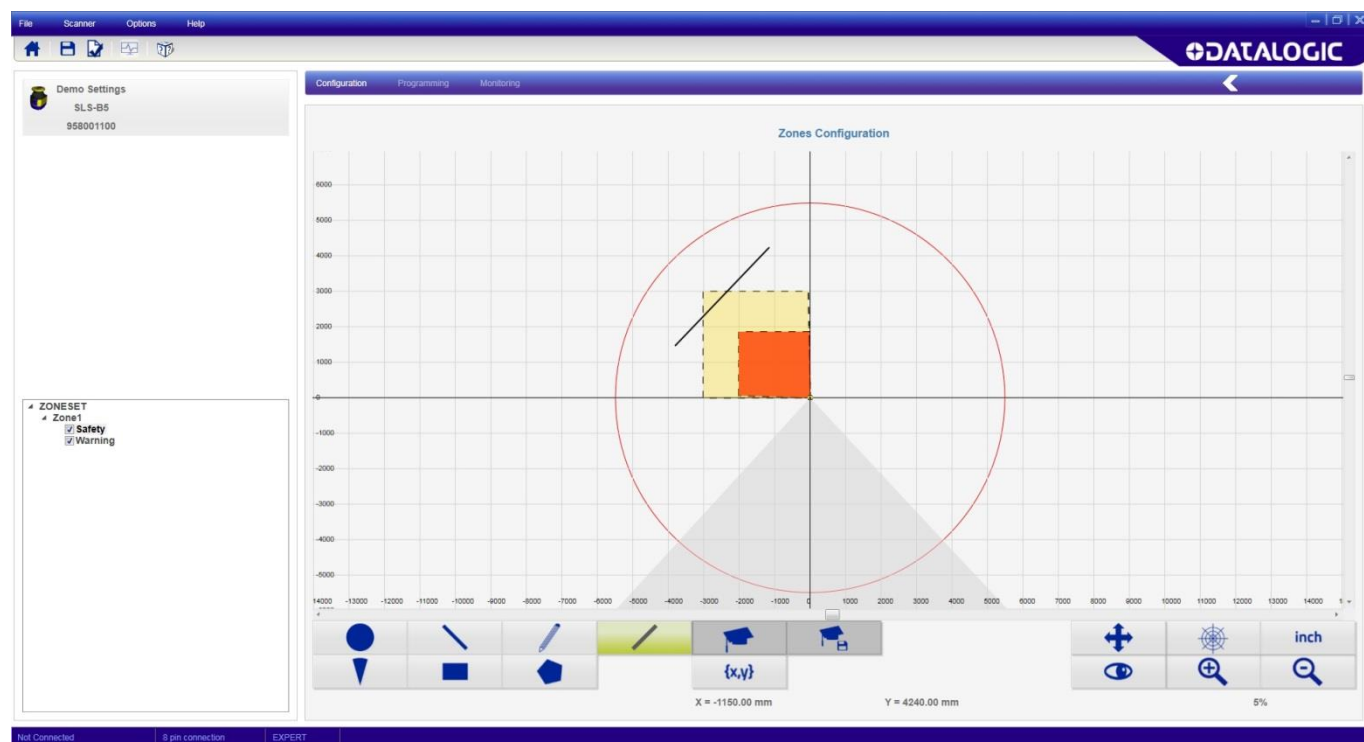 File Scanner Options Help
DATALOGIC
Demo Settings
SLS-B5
958001100
Configuration Programming Monitoring
Zones Configuration
6000
5000
4000
3000
2000
1000
0
-1000
-2000
-3000
-4000
-5000
14000 -13000 -12000 -11000 -10000 -9000 -8000 -7000 -6000 -5000 -4000 -3000 -2000 -1000 0 1000 2000 3000 4000 5000 6000 7000 8000 9000 10000 11000 12000 13000 14000 1
ZONESET
Zone1
Safety
Warning
inch
{x,y}
X = -1150.00 mm Y = 4240.00 mm 5%
Not Connected 8 pin connection EXPERT